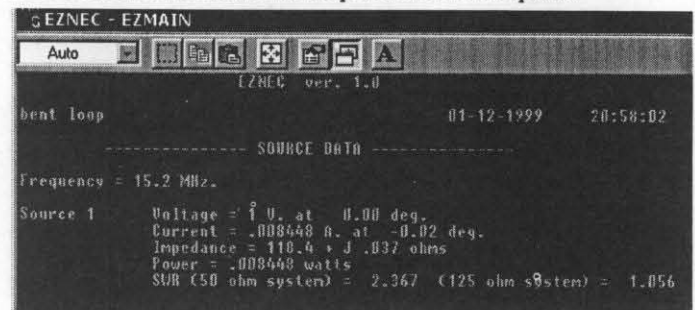 EZNEC - EZMAIN
Auto A
EZNEC ver. 1.0
bent loop 01-12-1999 20:58:02
--------------- SOURCE DATA ---------------
Frequency = 15.2 MHz.
Source 1 Voltage = 1 V. at 0.00 deg.
Current = .008448 A. at -0.02 deg.
Impedance = 118.4 + J .037 ohms
Power = .008448 watts
SWR (50 ohm system) = 2.367 (125 ohm system) = 1.056